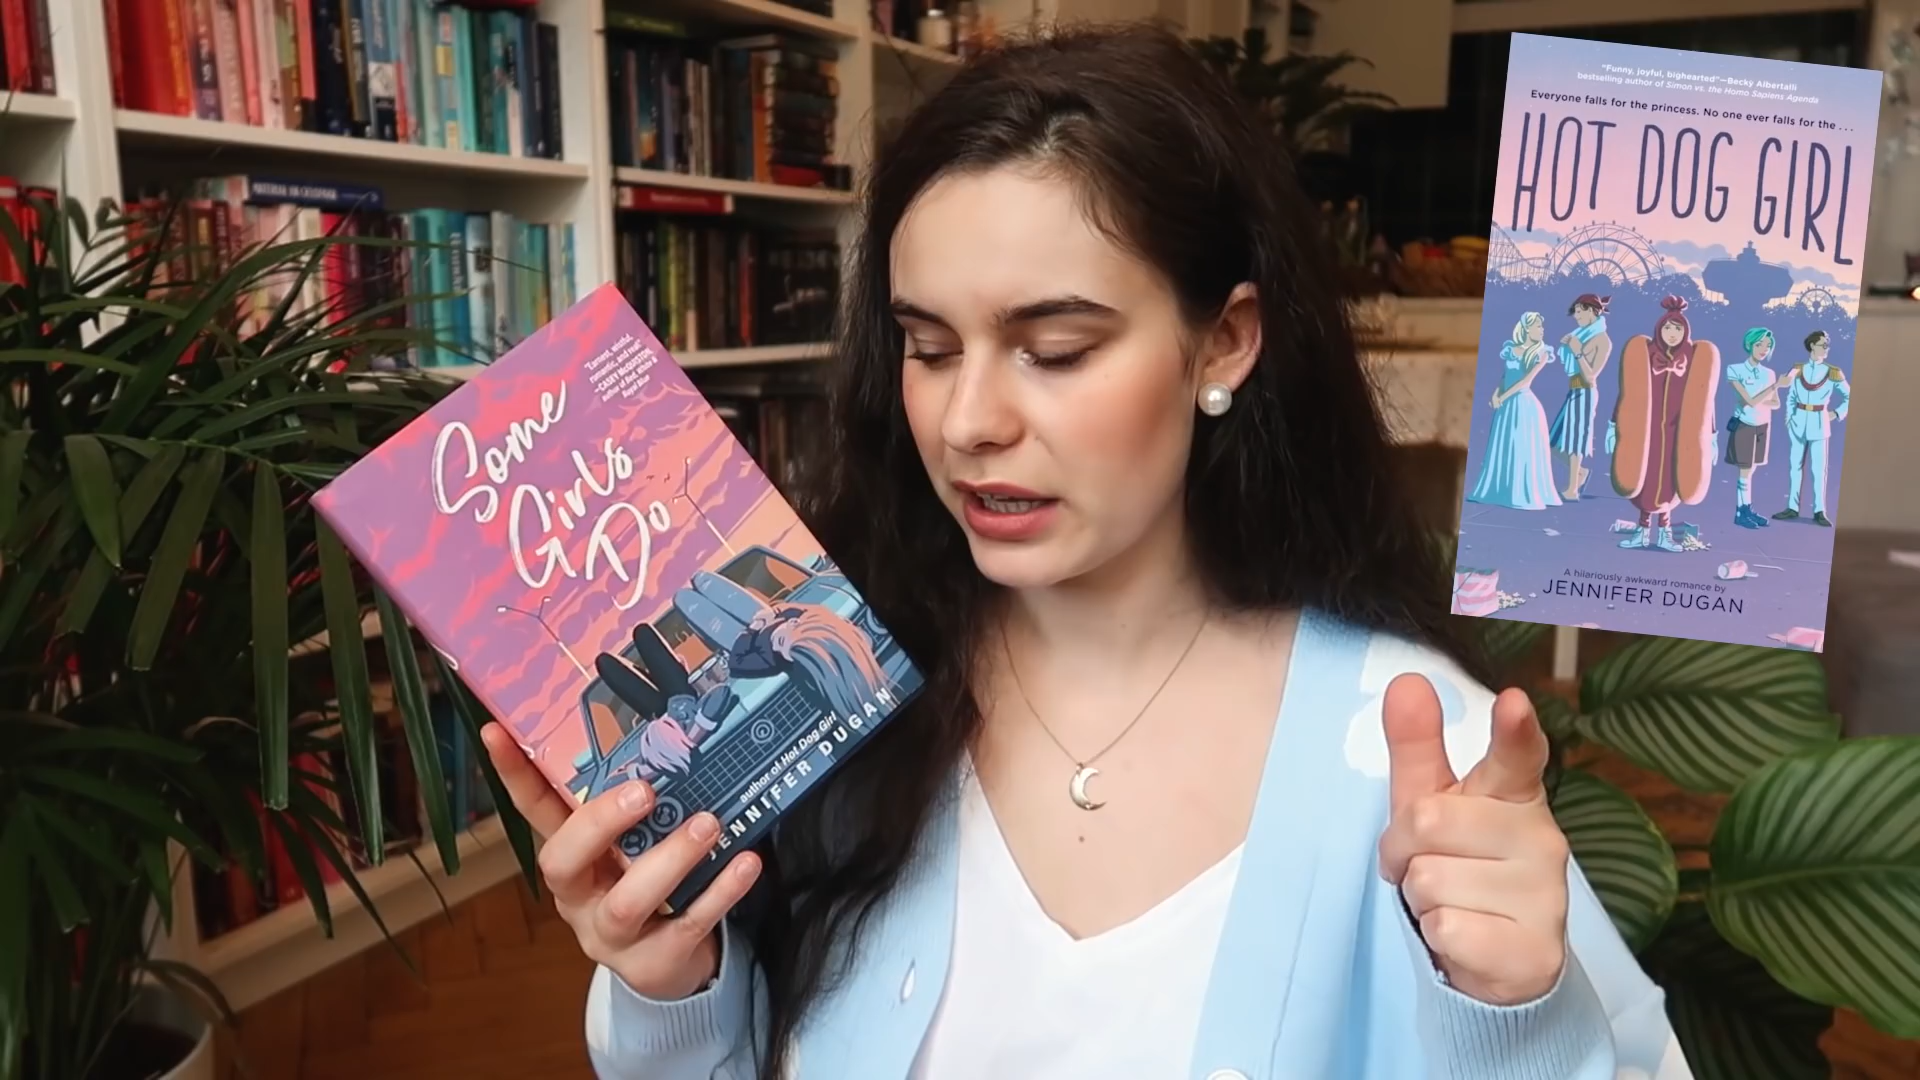 "Earnest, wistful,
romantic, and real"
—CASEY McQUISTON,
author of Red, White &
Royal Blue
Some
Girls
Do
author of Hot Dog Girl
JENNIFER DUGAN
"Funny, joyful, bighearted"—Becky Albertalli
bestselling author of Simon vs. the Homo Sapiens Agenda
Everyone falls for the princess. No one ever falls for the . . .
HOT DOG GIRL
A hilariously awkward romance by
JENNIFER DUGAN